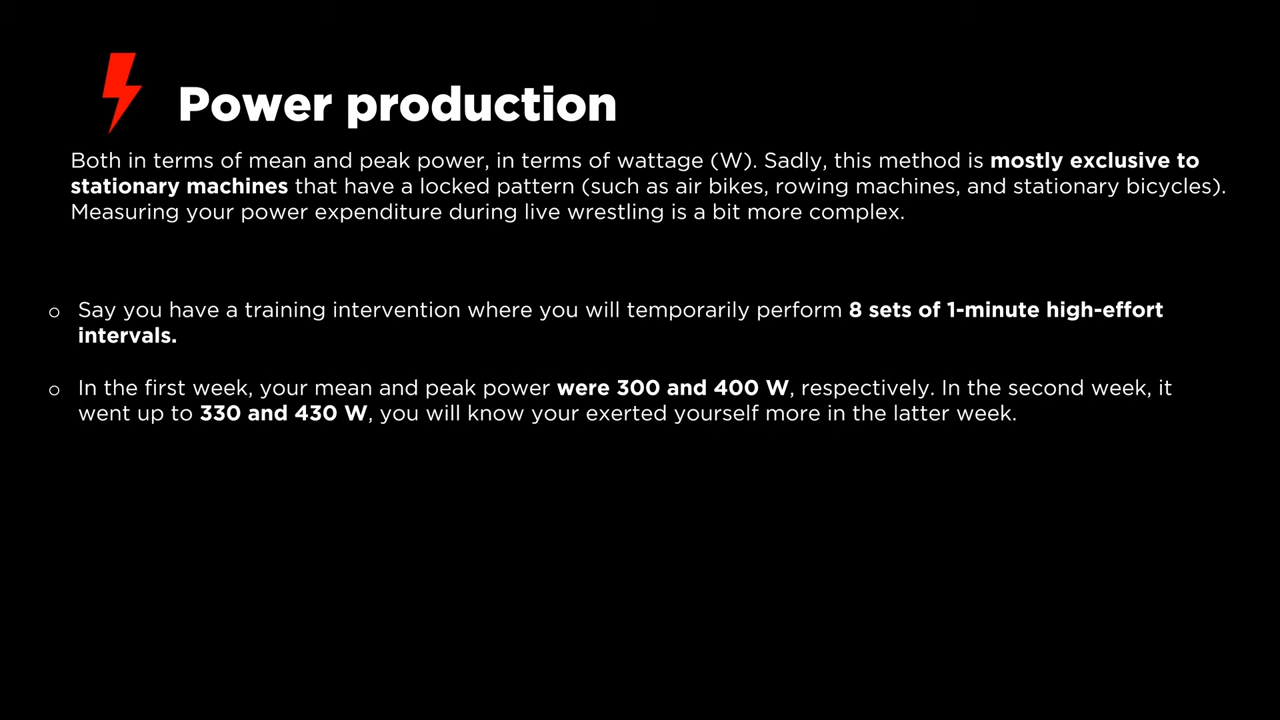 Power production
Both in terms of mean and peak power, in terms of wattage (W). Sadly, this method is mostly exclusive to
stationary machines that have a locked pattern (such as air bikes, rowing machines, and stationary bicycles).
Measuring your power expenditure during live wrestling is a bit more complex.
o Say you have a training intervention where you will temporarily perform 8 sets of 1-minute high-effort
intervals.
o In the first week, your mean and peak power were 300 and 400 W, respectively. In the second week, it
went up to 330 and 430 W, you will know your exerted yourself more in the latter week.